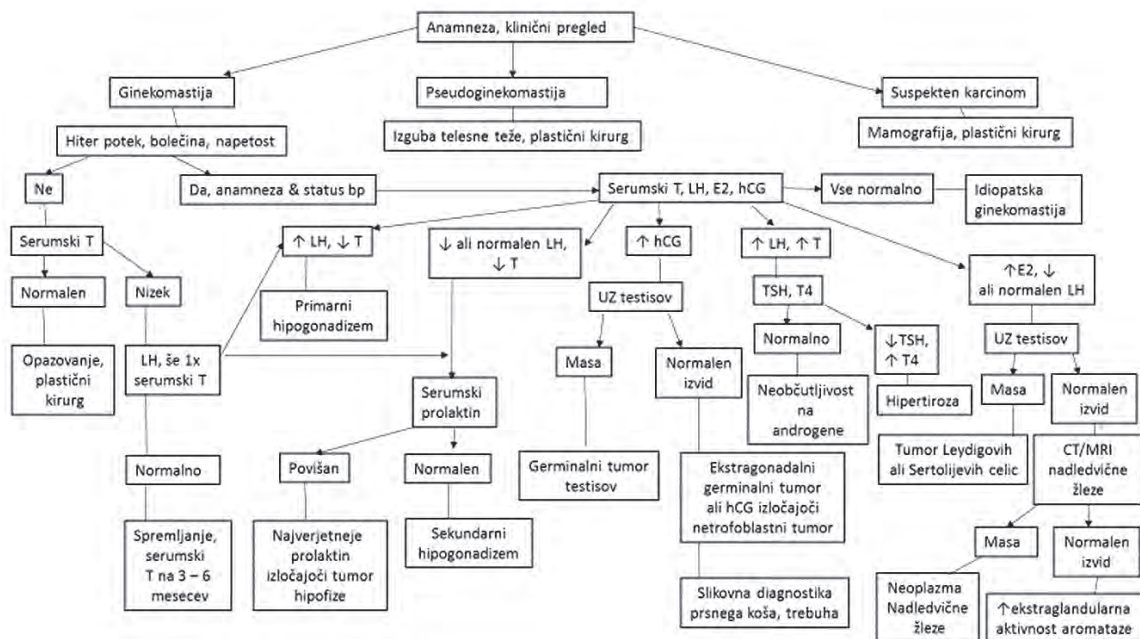 Anamneza, klinični pregled
Ginekomastija
Pseudoginekomastija
Suspekten karcinom
Hiter potek, bolečina, napetost
Izguba telesne teže, plastični kirurg
Mamografija, plastični kirurg
Ne
Da, anamneza & status bp
Serumski T, LH, E2, hCG
Vse normalno
Idiopatska
ginekomastija
Serumski T
↑ LH, ↓ T
↓ ali normalen LH,
↓ T
↑ hCG
↑ LH, ↑ T
↑E2, ↓
ali normalen LH
Normalen
Nizek
Primarni
hipogonadizem
UZ testisov
TSH, T4
UZ testisov
Opazovanje,
plastični
kirurg
LH, še 1x
serumski T
Masa
Normalen
izvid
Normalno
↓TSH,
↑ T4
Masa
Normalen
izvid
Serumski
prolaktin
Neobčutljivost
na
androgene
Hipertiroza
Normalno
Povišan
Normalen
Germinalni tumor
testisov
Ekstragonadalni
germinalni tumor
ali hCG izločajoči
netrofoblastni tumor
Tumor Leydigovih
ali Sertolijevih celic
CT/MRI
nadledvične
žleze
Spremljanje,
serumski
T na 3 – 6
mesecev
Najverjetneje
prolaktin
izločajoči tumor
hipofize
Sekundarni
hipogonadizem
Masa
Normalen
izvid
Slikovna diagnostika
prsnega koša, trebuha
Neoplazma
Nadledvične
žleze
↑ekstraglandularna
aktivnost aromataze